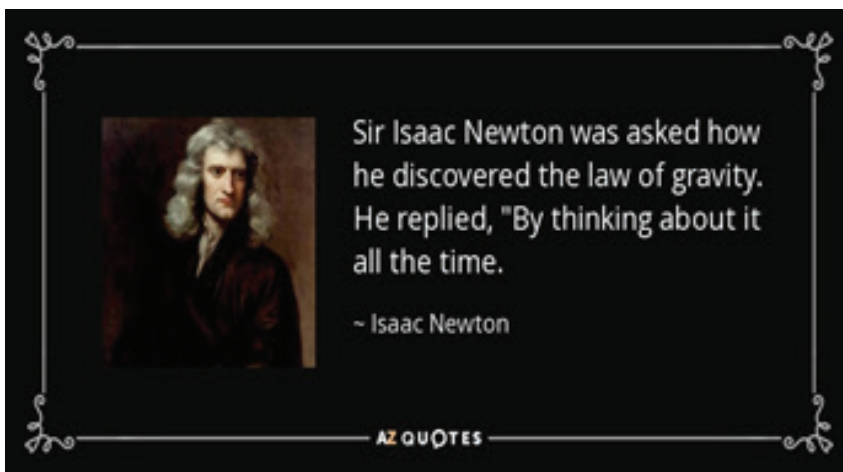 Sir Isaac Newton was asked how
he discovered the law of gravity.
He replied, "By thinking about it
all the time.
~ Isaac Newton
AZ QUOTES